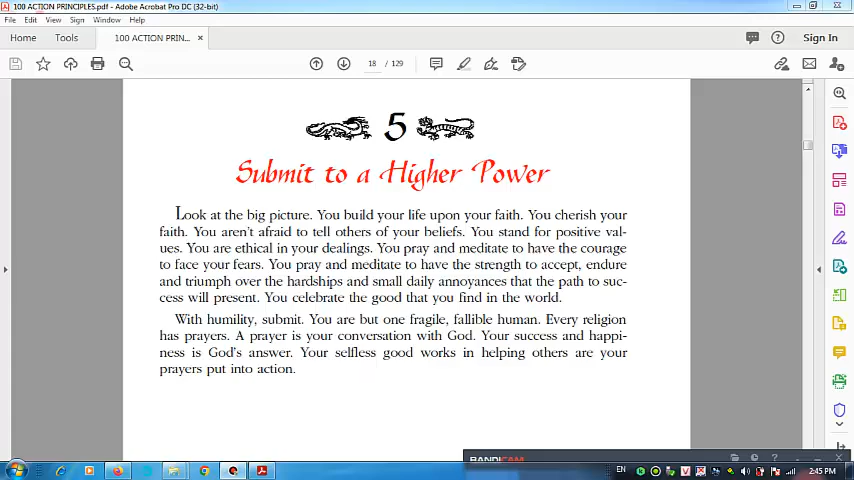 100 ACTION PRINCIPLES.pdf - Adobe Acrobat Pro DC (32-bit)
File Edit View Sign Window Help
Home Tools 100 ACTION PRIN... × Sign In
18 / 129
5
Submit to a Higher Power
Look at the big picture. You build your life upon your faith. You cherish your
faith. You aren't afraid to tell others of your beliefs. You stand for positive val-
ues. You are ethical in your dealings. You pray and meditate to have the courage
to face your fears. You pray and meditate to have the strength to accept, endure
and triumph over the hardships and small daily annoyances that the path to suc-
cess will present. You celebrate the good that you find in the world.
With humility, submit. You are but one fragile, fallible human. Every religion
has prayers. A prayer is your conversation with God. Your success and happi-
ness is God's answer. Your selfless good works in helping others are your
prayers put into action.
BANDICAM
EN 2:45 PM